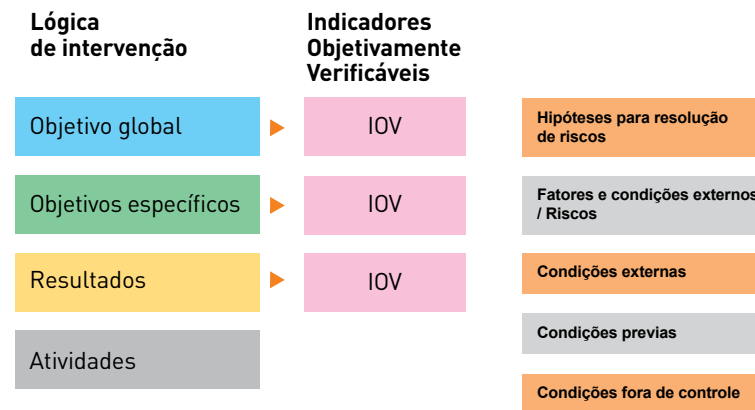 Lógica
de intervenção
Indicadores
Objetivamente
Verificáveis
Objetivo global
IOV
Objetivos específicos
IOV
Resultados
IOV
Atividades
Hipóteses para resolução
de riscos
Fatores e condições externos
/ Riscos
Condições externas
Condições previas
Condições fora de controle